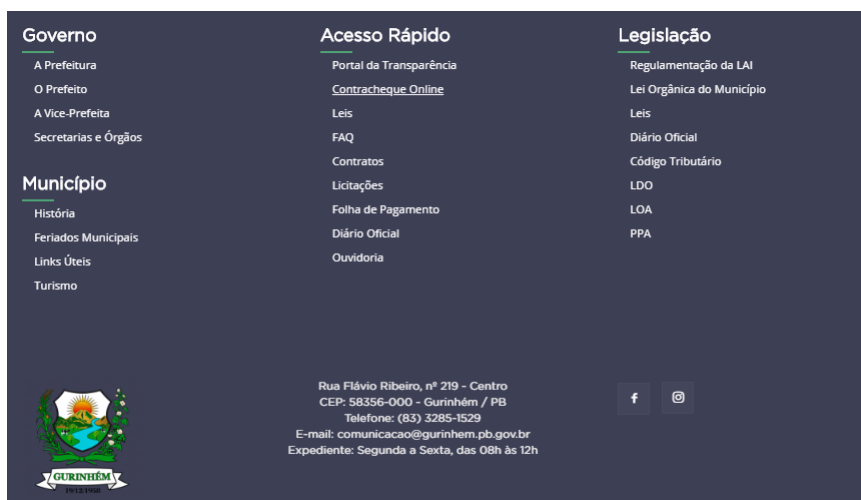 Governo
A Prefeitura
O Prefeito
A Vice-Prefeita
Secretarias e Órgãos
Município
História
Feriados Municipais
Links Úteis
Turismo
Acesso Rápido
Portal da Transparência
Contracheque Online
Leis
FAQ
Contratos
Licitações
Folha de Pagamento
Diário Oficial
Ouvidoria
Legislação
Regulamentação da LAI
Lei Orgânica do Município
Leis
Diário Oficial
Código Tributário
LDO
LOA
PPA
GURINHÉM
19/12/1958
Rua Flávio Ribeiro, nº 219 - Centro
CEP: 58356-000 - Gurinhém / PB
Telefone: (83) 3285-1529
E-mail: comunicacao@gurinhem.pb.gov.br
Expediente: Segunda a Sexta, das 08h às 12h